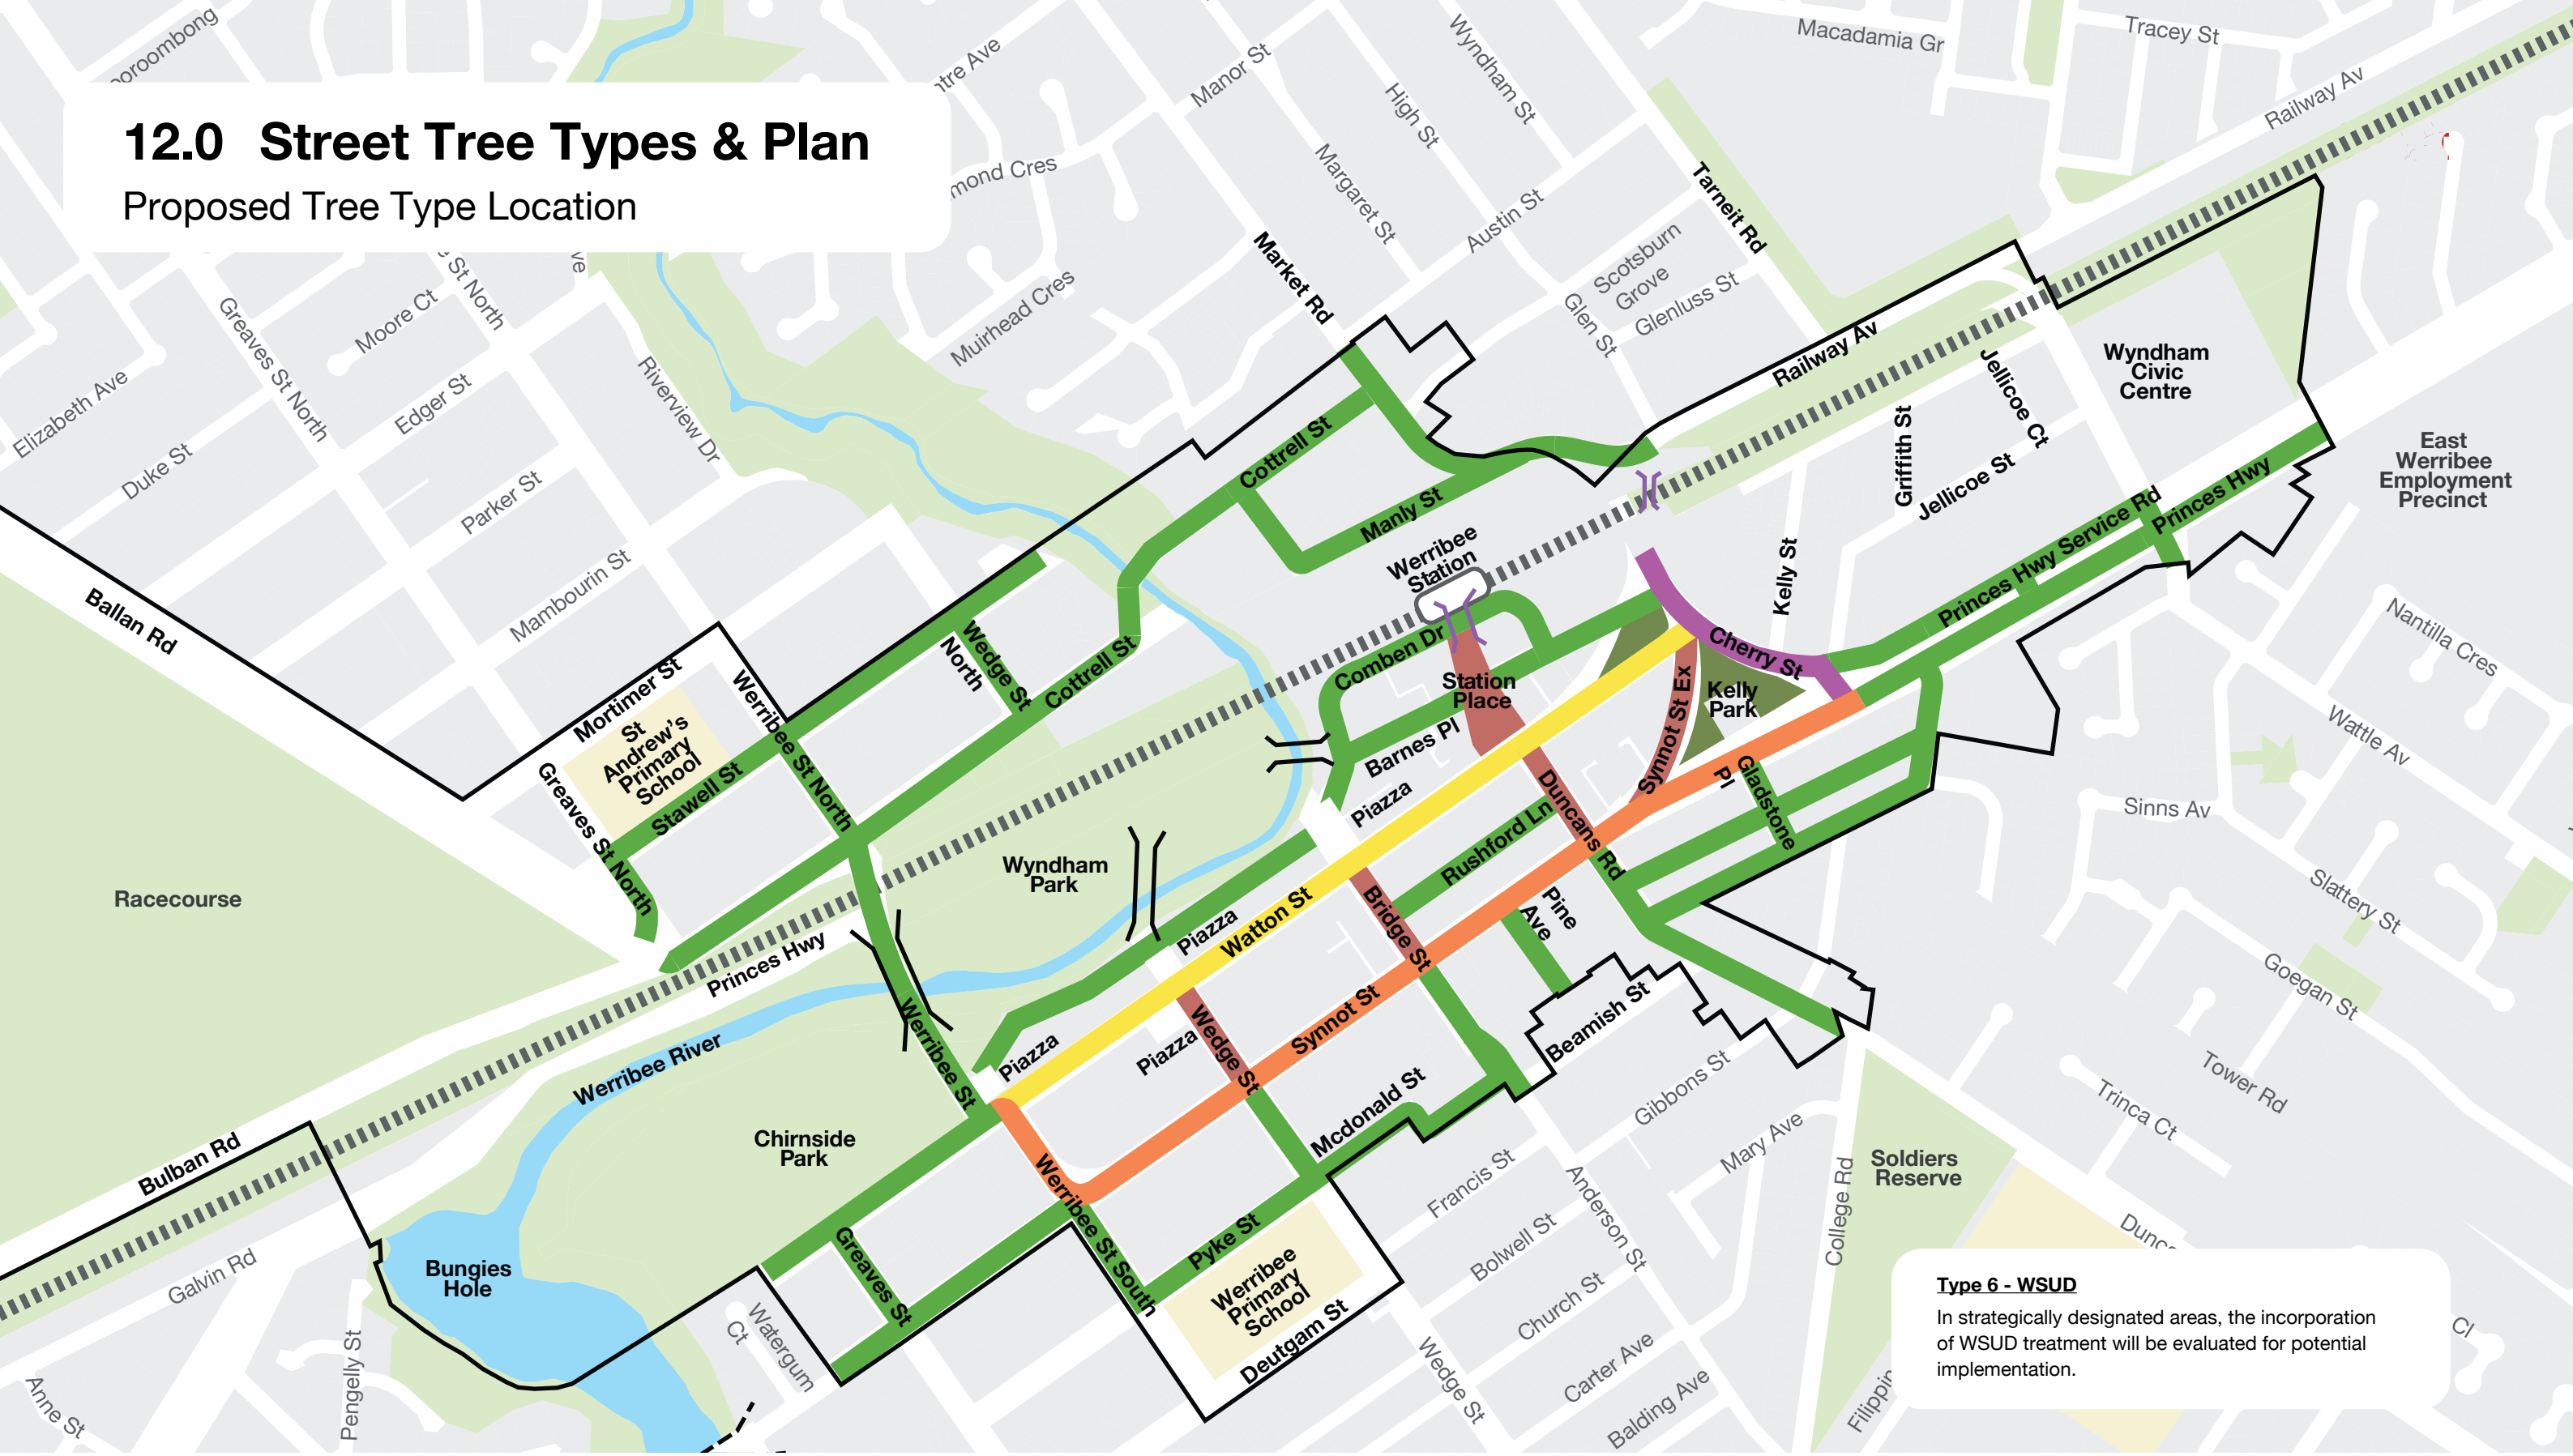 12.0 Street Tree Types & Plan
Proposed Tree Type Location
Manor St
Wyndham St
High St
Margaret St
Macadamia Gr
Tracey St
Railway Av
Tarneit Rd
Austin St
Scotsburn
Grove
Glenluss St
Glen St
Market Rd
Muirhead Cres
Moore Ct
Greaves St North
Elizabeth Ave
Duke St
Edger St
Riverview Dr
Parker St
Mambourin St
Ballan Rd
Railway Av
Jellicoe Ct
Wyndham
Civic
Centre
Griffith St
Jellicoe St
East
Werribee
Employment
Precinct
Princes Hwy
Princes Hwy Service Rd
Cottrell St
Manly St
Werribee
Station
Kelly St
Cherry St
Nantilla Cres
Wattle Av
Sinns Av
Slattery St
Goegan St
Tower Rd
Trinca Ct
Mortimer St
St
Andrew's
Primary
School
Werribee St North
Wedge St
North
Cottrell St
Stawell St
Greaves St North
Comben Dr
Station
Place
Barnes Pl
Piazza
Synnot St Ex
Kelly
Park
Gladstone
Pl
Duncans Rd
Rushford Ln
Pine
Ave
Racecourse
Wyndham
Park
Princes Hwy
Piazza
Watton St
Bridge St
Werribee River
Werribee St
Piazza
Piazza
Wedge St
Synnot St
Beamish St
Mcdonald St
Gibbons St
Mary Ave
Francis St
Anderson St
College Rd
Soldiers
Reserve
Bulban Rd
Chirnside
Park
Werribee St South
Greaves St
Pyke St
Werribee
Primary
School
Deutgam St
Bolwell St
Church St
Carter Ave
Balding Ave
Wedge St
Galvin Rd
Bungies
Hole
Watergum
Ct
Pengelly St
Anne St
Type 6 - WSUD
In strategically designated areas, the incorporation
of WSUD treatment will be evaluated for potential
implementation.
Cl